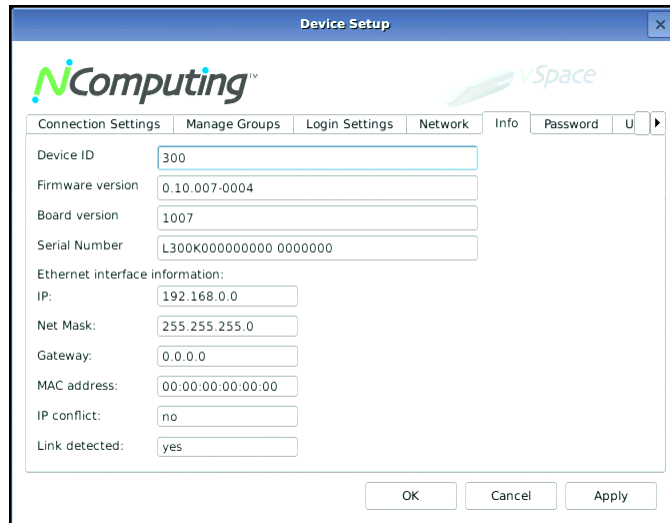 Device Setup
NComputing™
vSpace
Connection Settings Manage Groups Login Settings Network Info Password U
Device ID 300
Firmware version 0.10.007-0004
Board version 1007
Serial Number L300K000000000 0000000
Ethernet interface information:
IP: 192.168.0.0
Net Mask: 255.255.255.0
Gateway: 0.0.0.0
MAC address: 00:00:00:00:00:00
IP conflict: no
Link detected: yes
OK Cancel Apply